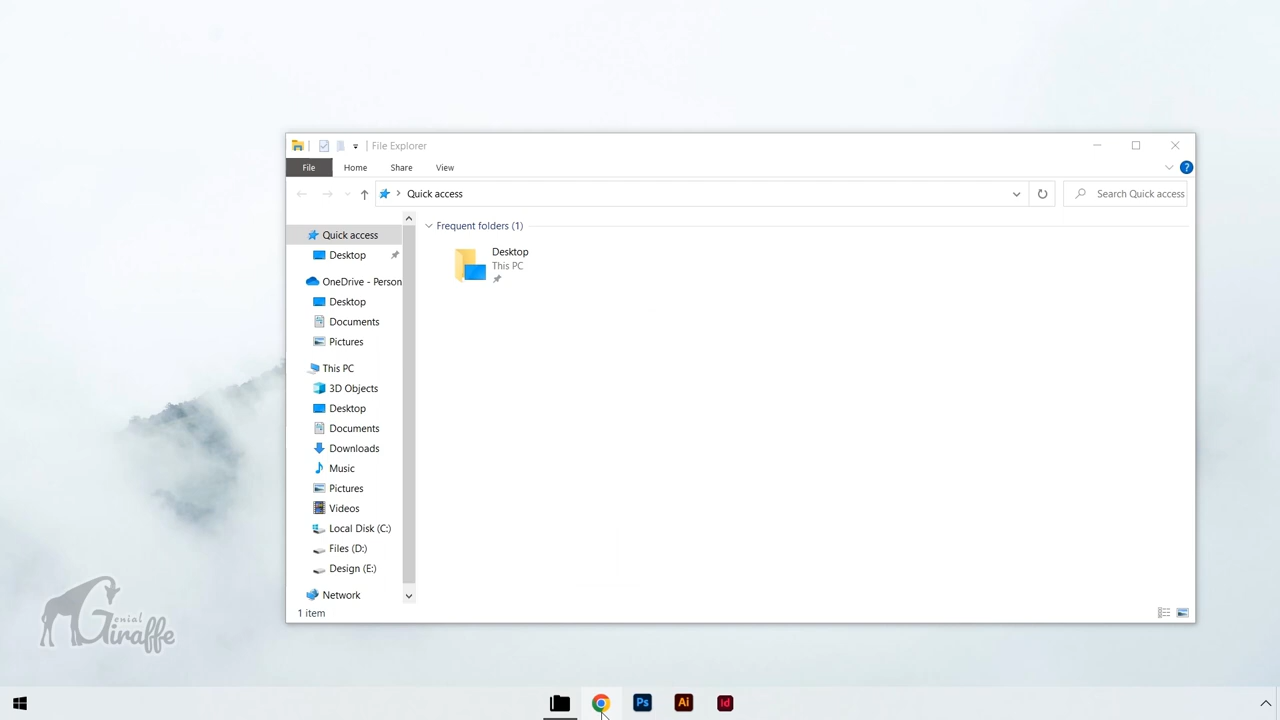 File Explorer
File Home Share View
Quick access
Search Quick access
Quick access
Desktop
OneDrive - Person
Desktop
Documents
Pictures
This PC
3D Objects
Desktop
Documents
Downloads
Music
Pictures
Videos
Local Disk (C:)
Files (D:)
Design (E:)
Network
Frequent folders (1)
Desktop
This PC
1 item
Genial
Giraffe
Ps Ai Id